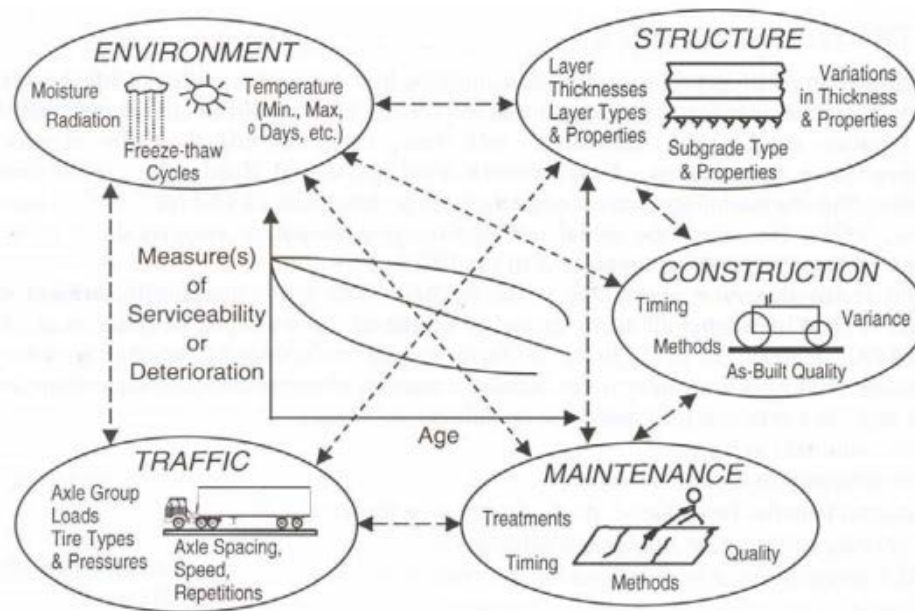 ENVIRONMENT
Moisture
Radiation
Temperature
(Min., Max,
⁰ Days, etc.)
Freeze-thaw
Cycles
STRUCTURE
Layer
Thicknesses
Layer Types
& Properties
Variations
in Thickness
& Properties
Subgrade Type
& Properties
Measure(s)
of
Serviceability
or
Deterioration
Age
CONSTRUCTION
Timing
Methods
Variance
As-Built Quality
TRAFFIC
Axle Group
Loads
Tire Types
& Pressures
Axle Spacing,
Speed,
Repetitions
MAINTENANCE
Treatments
Timing
Quality
Methods